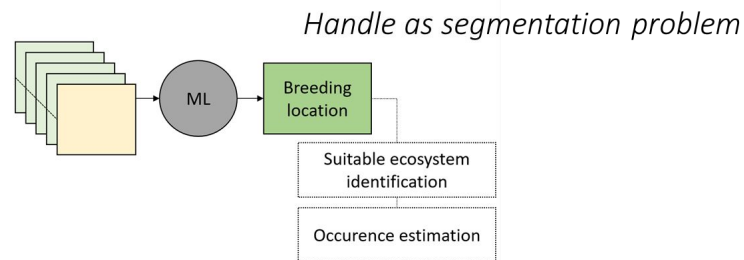 Handle as segmentation problem
ML
Breeding
location
Suitable ecosystem
identification
Occurence estimation